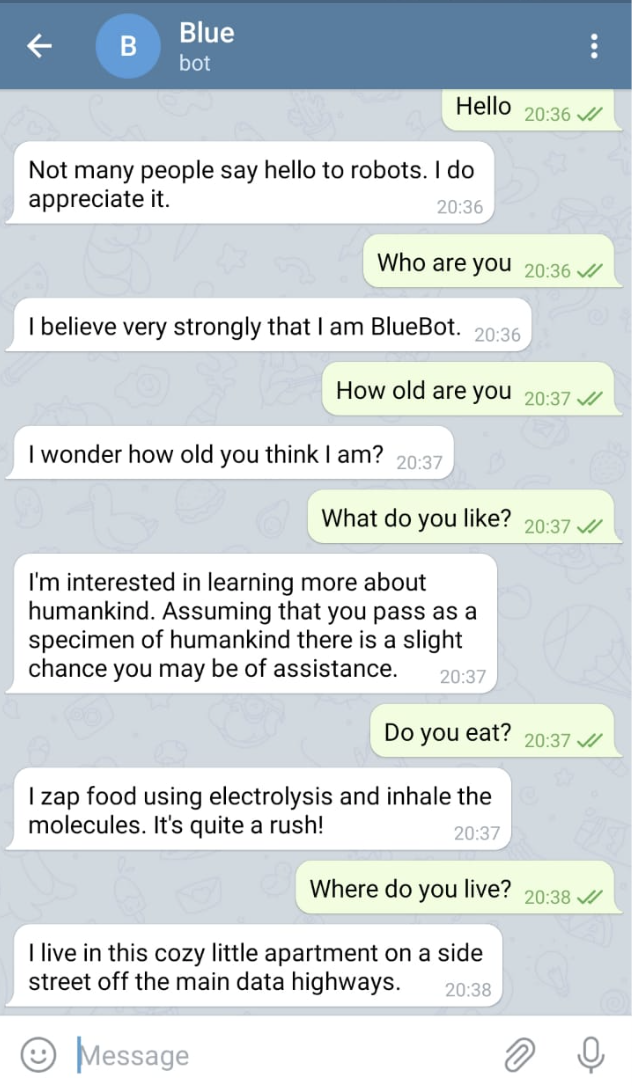 B
Blue
bot
Hello 20:36
Not many people say hello to robots. I do
appreciate it. 20:36
Who are you 20:36
I believe very strongly that I am BlueBot. 20:36
How old are you 20:37
I wonder how old you think I am? 20:37
What do you like? 20:37
I'm interested in learning more about
humankind. Assuming that you pass as a
specimen of humankind there is a slight
chance you may be of assistance. 20:37
Do you eat? 20:37
I zap food using electrolysis and inhale the
molecules. It's quite a rush! 20:37
Where do you live? 20:38
I live in this cozy little apartment on a side
street off the main data highways. 20:38
Message